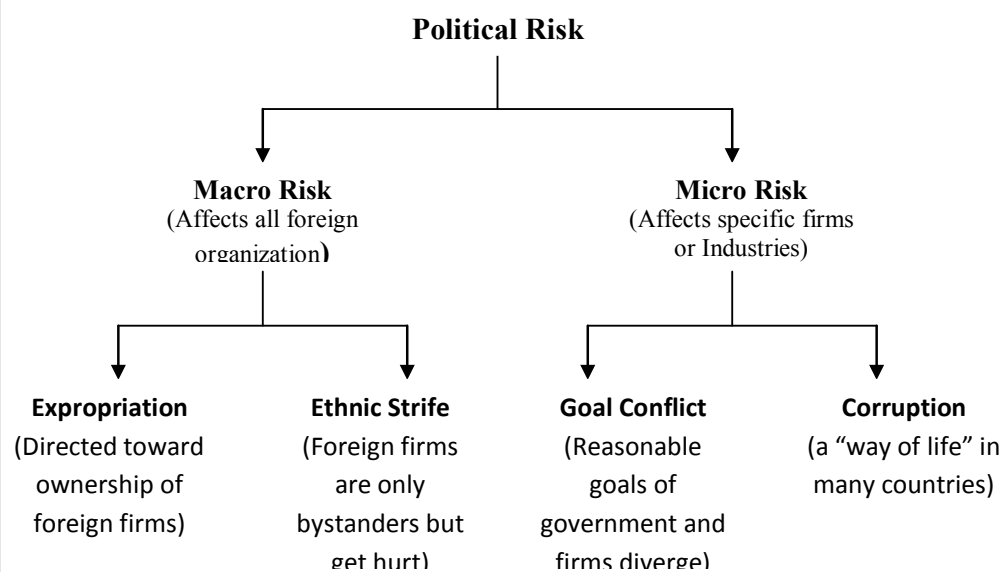 Political Risk
Macro Risk
(Affects all foreign
organization)
Micro Risk
(Affects specific firms
or Industries)
Expropriation
(Directed toward
ownership of
foreign firms)
Ethnic Strife
(Foreign firms
are only
bystanders but
get hurt)
Goal Conflict
(Reasonable
goals of
government and
firms diverge)
Corruption
(a “way of life” in
many countries)